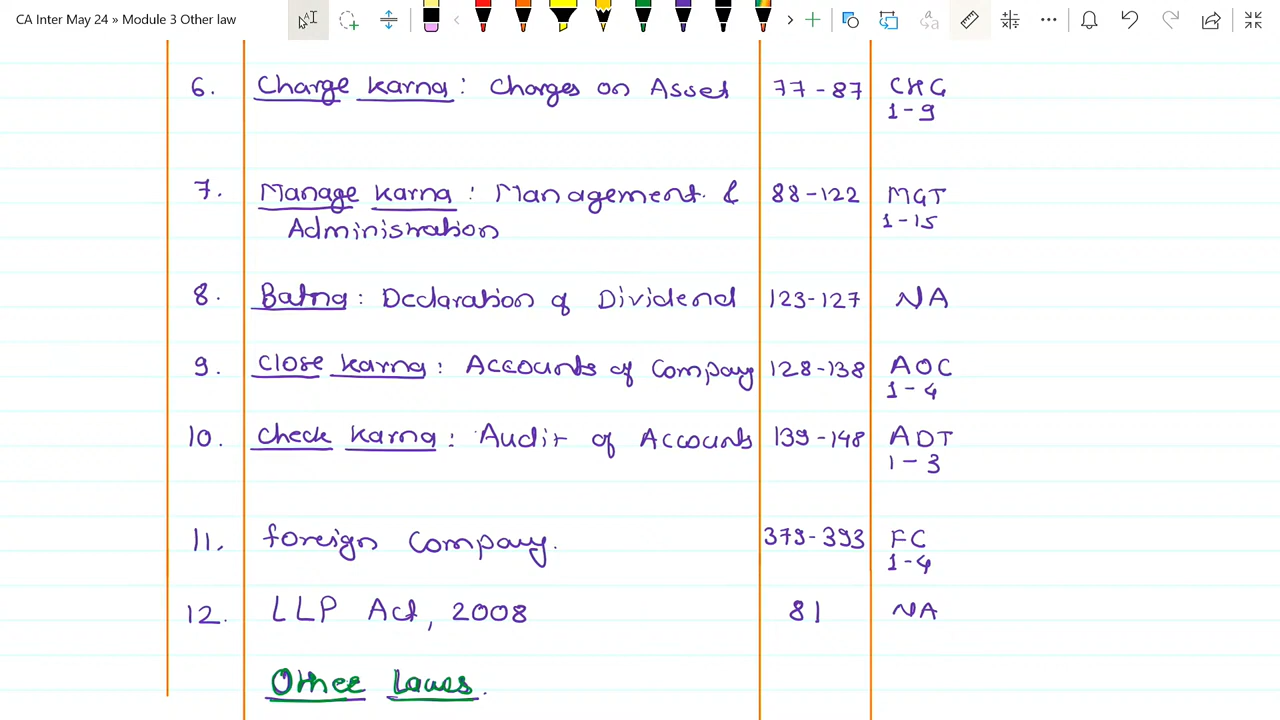 CA Inter May 24 » Module 3 Other law
6. Charge Karna : Charges on Asset 77-87 CHG
1-9
7. Manage Karna : Management & 88-122 MGT
Administration 1-15
8. Batna : Declaration of Dividend 123-127 NA
9. Close Karna : Accounts of Company 128-138 AOC
1-4
10. Check Karna : Audit of Accounts 139-148 ADT
1-3
11. foreign Company. 379-393 FC
1-4
12. LLP Act, 2008 81 NA
Other Laws.